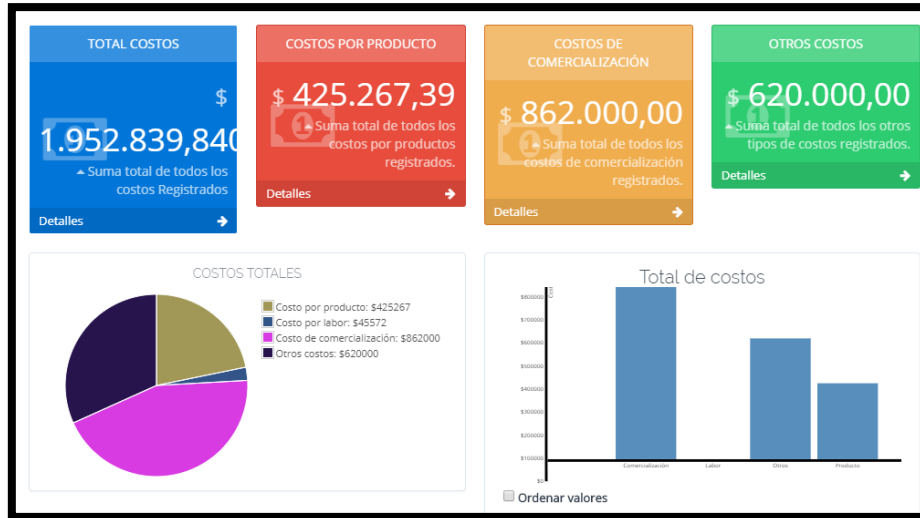 TOTAL COSTOS
$
1.952.839,840
Suma total de todos los
costos Registrados
Detalles
COSTOS POR PRODUCTO
$ 425.267,39
Suma total de todos los
costos por productos
registrados.
Detalles
COSTOS DE
COMERCIALIZACIÓN
$ 862.000,00
Suma total de todos los
costos de comercialización
registrados.
Detalles
OTROS COSTOS
$ 620.000,00
Suma total de todos los otros
tipos de costos registrados.
Detalles
COSTOS TOTALES
Costo por producto: $425267
Costo por labor: $45572
Costo de comercialización: $862000
Otros costos: $620000
Total de costos
$800000
$700000
$600000
$500000
$400000
$300000
$200000
$100000
$0
Comercialización
Labor
Otros
Producto
Ordenar valores